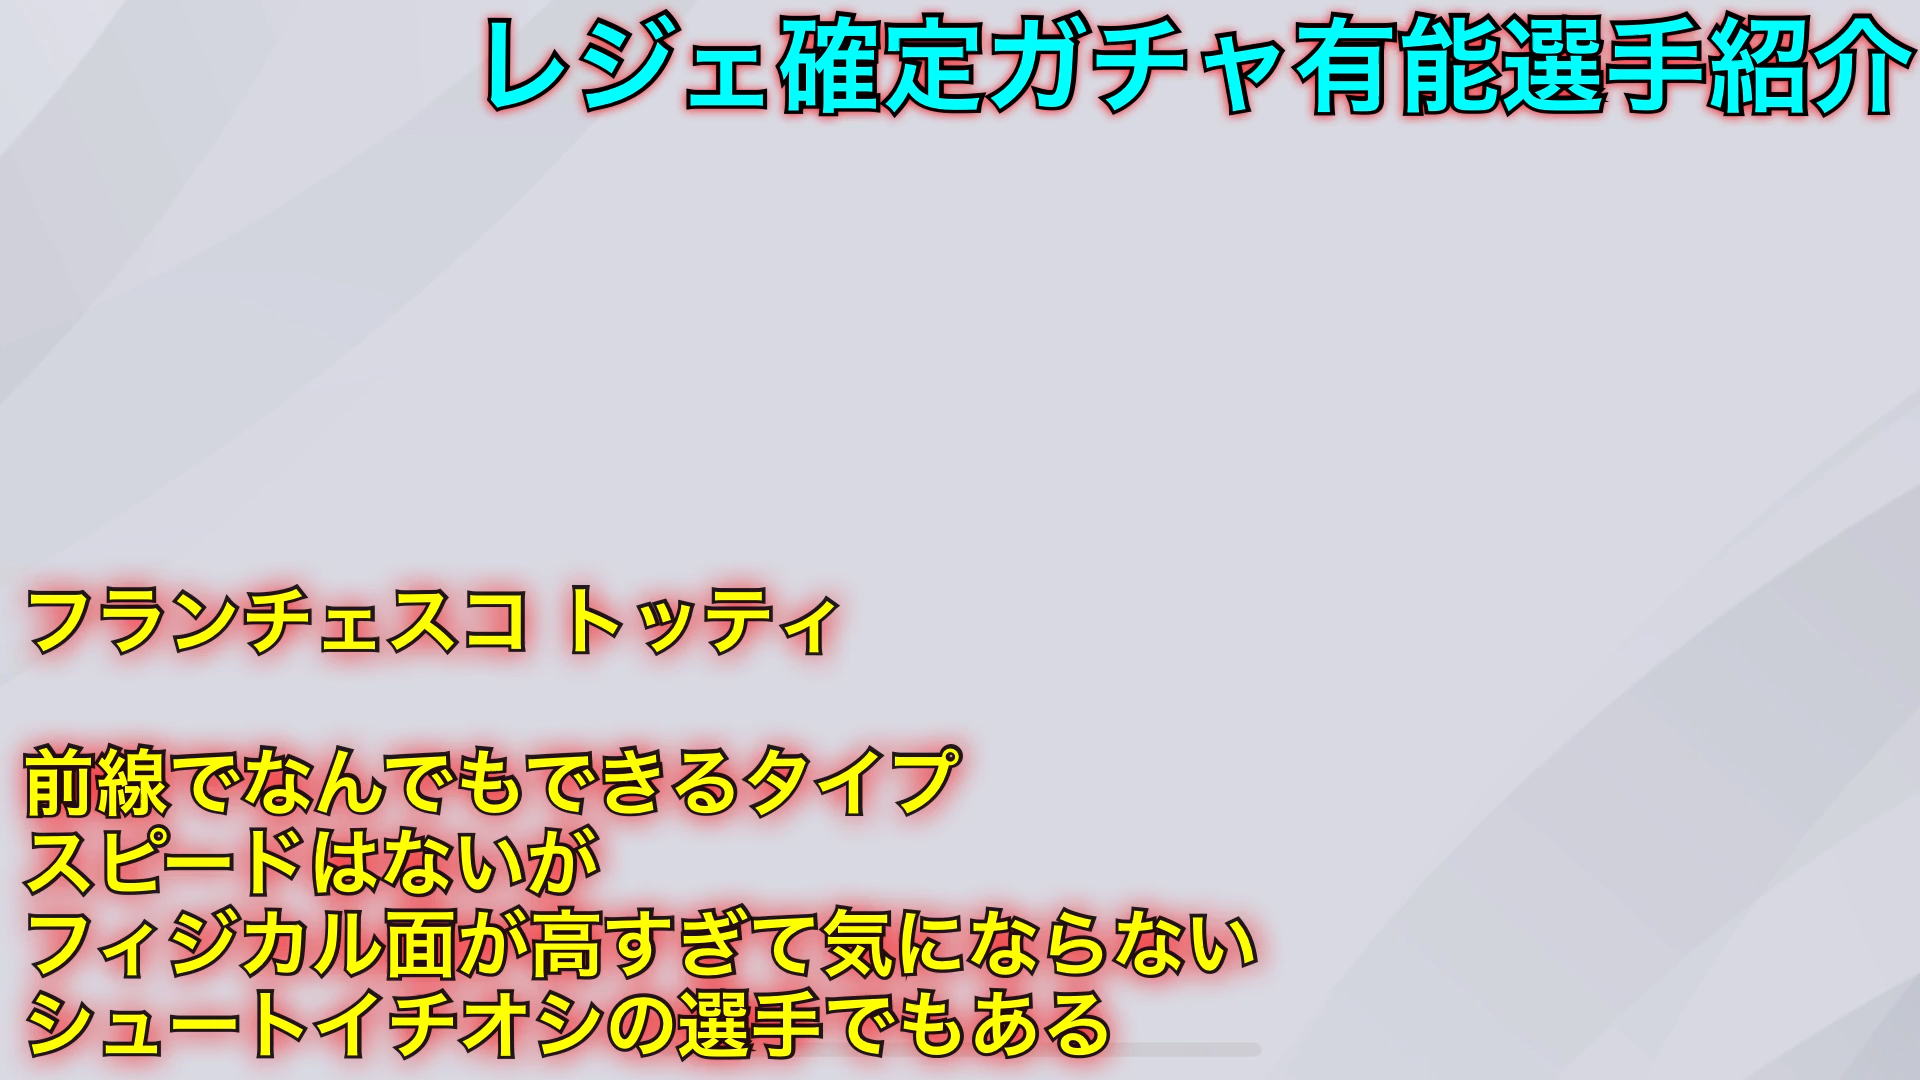 レジェ確定ガチャ有能選手紹介
フランチェスコ トッティ
前線でなんでもできるタイプ
スピードはないが
フィジカル面が高すぎて気にならない
シュートイチオシの選手でもある